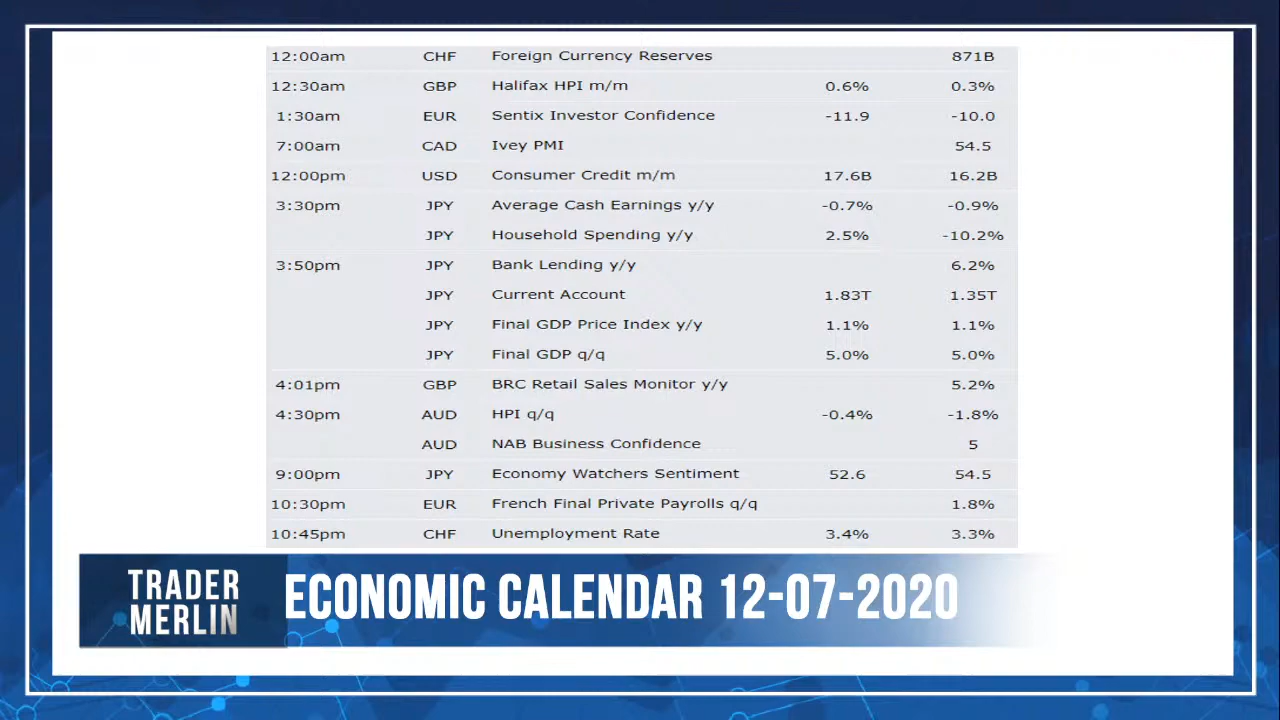 12:00am CHF Foreign Currency Reserves 871B
12:30am GBP Halifax HPI m/m 0.6% 0.3%
1:30am EUR Sentix Investor Confidence -11.9 -10.0
7:00am CAD Ivey PMI 54.5
12:00pm USD Consumer Credit m/m 17.6B 16.2B
3:30pm JPY Average Cash Earnings y/y -0.7% -0.9%
JPY Household Spending y/y 2.5% -10.2%
3:50pm JPY Bank Lending y/y 6.2%
JPY Current Account 1.83T 1.35T
JPY Final GDP Price Index y/y 1.1% 1.1%
JPY Final GDP q/q 5.0% 5.0%
4:01pm GBP BRC Retail Sales Monitor y/y 5.2%
4:30pm AUD HPI q/q -0.4% -1.8%
AUD NAB Business Confidence 5
9:00pm JPY Economy Watchers Sentiment 52.6 54.5
10:30pm EUR French Final Private Payrolls q/q 1.8%
10:45pm CHF Unemployment Rate 3.4% 3.3%
TRADER
MERLIN
ECONOMIC CALENDAR 12-07-2020